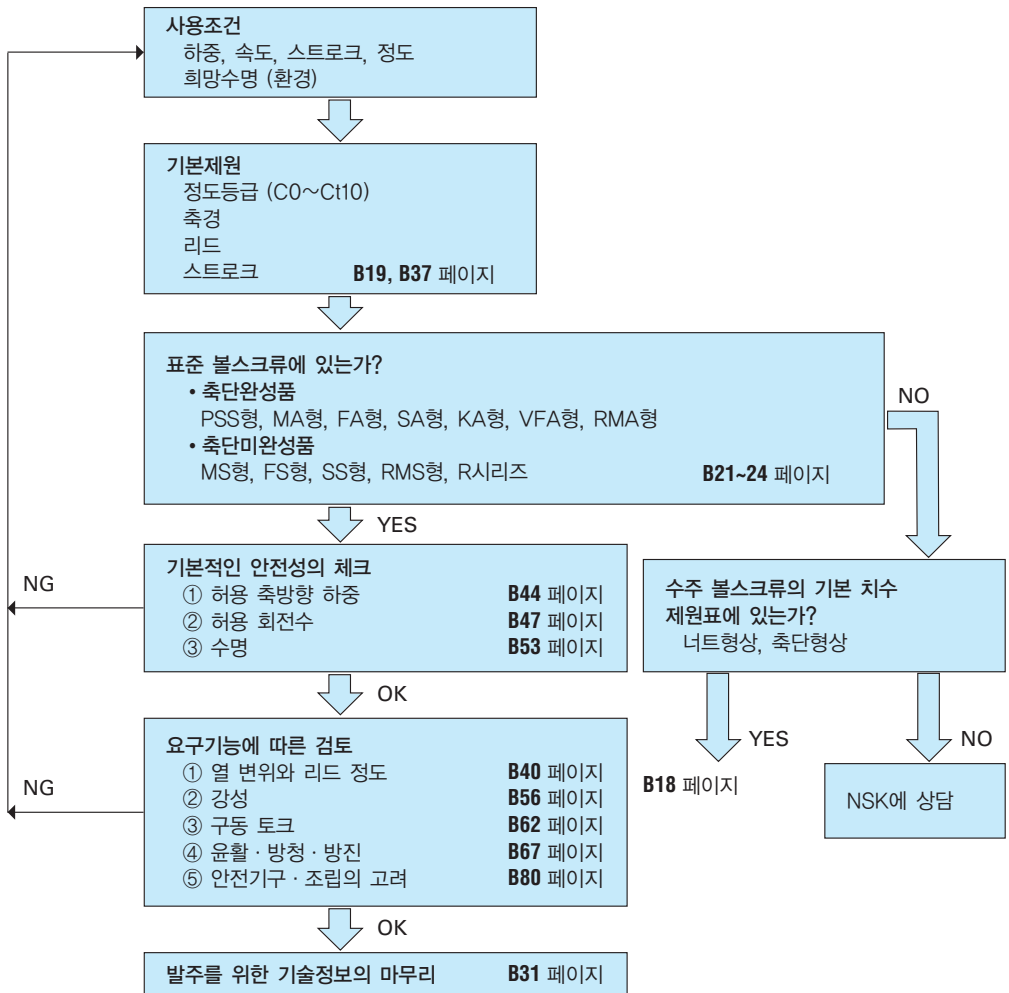 사용조건
하중, 속도, 스트로크, 정도
희망수명 (환경)
기본제원
정도등급 (C0～Ct10)
축경
리드
스트로크 B19, B37 페이지
표준 볼스크류에 있는가?
• 축단완성품
PSS형, MA형, FA형, SA형, KA형, VFA형, RMA형
• 축단미완성품
MS형, FS형, SS형, RMS형, R시리즈 B21~24 페이지
NO
YES
기본적인 안전성의 체크
① 허용 축방향 하중 B44 페이지
② 허용 회전수 B47 페이지
③ 수명 B53 페이지
NG
수주 볼스크류의 기본 치수
제원표에 있는가?
너트형상, 축단형상
OK
YES
NO
B18 페이지
NSK에 상담
요구기능에 따른 검토
① 열 변위와 리드 정도 B40 페이지
② 강성 B56 페이지
③ 구동 토크 B62 페이지
④ 윤활 · 방청 · 방진 B67 페이지
⑤ 안전기구 · 조립의 고려 B80 페이지
NG
OK
발주를 위한 기술정보의 마무리 B31 페이지